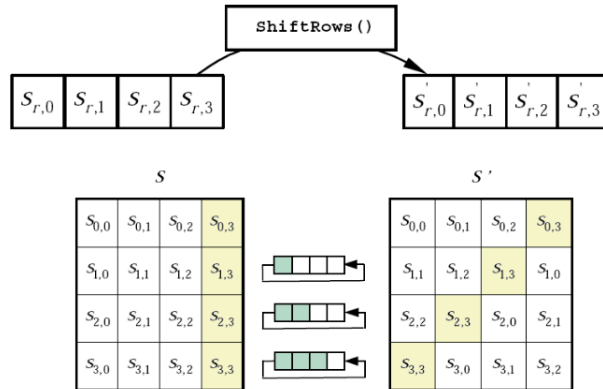 ShiftRows()
S_{r,0} S_{r,1} S_{r,2} S_{r,3} S'_{r,0} S'_{r,1} S'_{r,2} S'_{r,3}
S S'
S_{0,0} S_{0,1} S_{0,2} S_{0,3} S_{0,0} S_{0,1} S_{0,2} S_{0,3}
S_{1,0} S_{1,1} S_{1,2} S_{1,3} S_{1,1} S_{1,2} S_{1,3} S_{1,0}
S_{2,0} S_{2,1} S_{2,2} S_{2,3} S_{2,2} S_{2,3} S_{2,0} S_{2,1}
S_{3,0} S_{3,1} S_{3,2} S_{3,3} S_{3,3} S_{3,0} S_{3,1} S_{3,2}